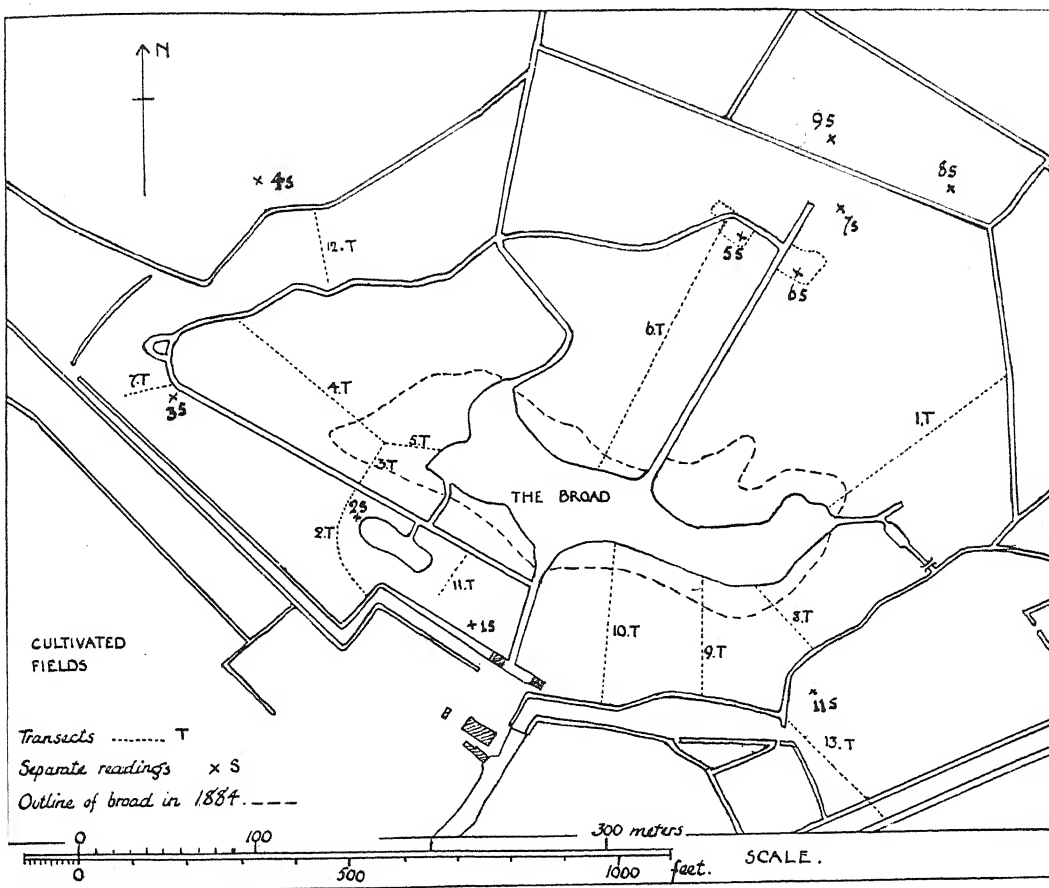 N
9S
8S
4S
7S
12.T
5S
6S
6.T
7.T
3S
4.T
1.T
5.T
3.T
THE BROAD
2S
2.T
11.T
8.T
1S
10.T
9.T
CULTIVATED
FIELDS
11S
13.T
Transects ........ T
Separate readings × S
Outline of broad in 1884. ----
0 100 300 meters
SCALE.
0 500 1000 feet.